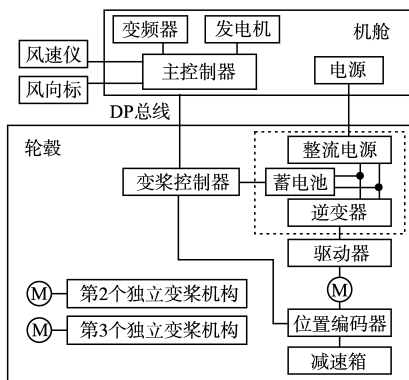 变频器
发电机
机舱
风速仪
主控制器
电源
风向标
DP总线
轮毂
整流电源
变桨控制器
蓄电池
逆变器
驱动器
M
M
第2个独立变桨机构
位置编码器
M
第3个独立变桨机构
减速箱